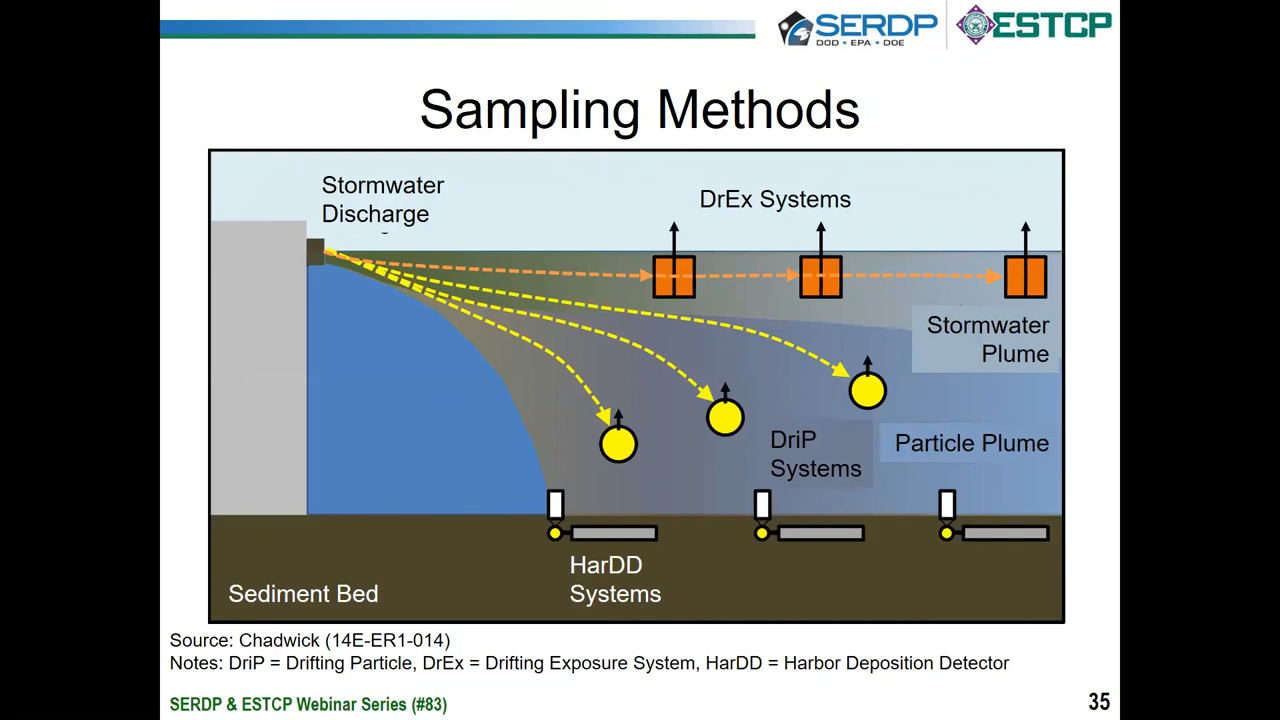 SERDP
DOD • EPA • DOE
ESTCP
Sampling Methods
Stormwater
Discharge
DrEx Systems
Stormwater
Plume
DriP
Systems
Particle Plume
HarDD
Systems
Sediment Bed
Source: Chadwick (14E-ER1-014)
Notes: DriP = Drifting Particle, DrEx = Drifting Exposure System, HarDD = Harbor Deposition Detector
SERDP & ESTCP Webinar Series (#83)
35